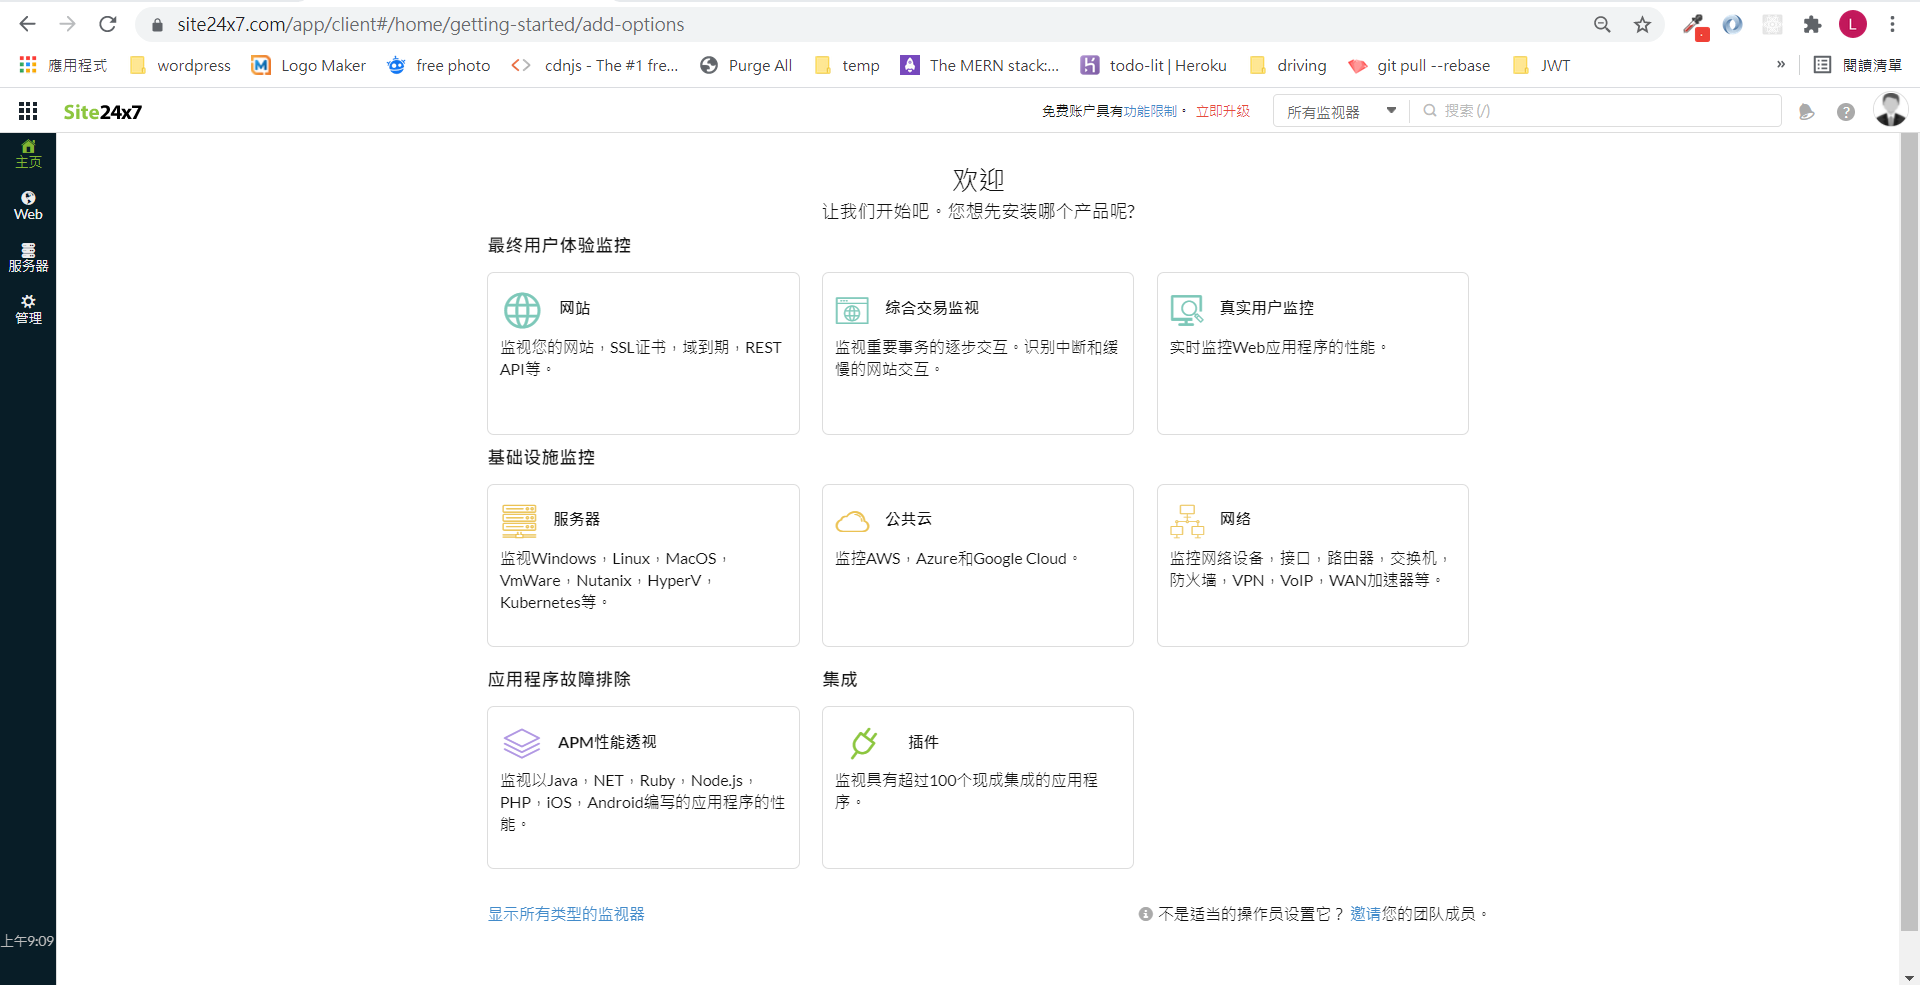 site24x7.com/app/client#/home/getting-started/add-options
L
應用程式 wordpress Logo Maker free photo cdnjs - The #1 fre... Purge All temp The MERN stack:... todo-lit | Heroku driving git pull --rebase JWT » 閱讀清單
Site24x7 免费账户具有功能限制。 立即升级 所有监视器 搜索 (/)
主页
Web
服务器
管理
欢迎
让我们开始吧。您想先安装哪个产品呢?
最终用户体验监控
网站
监视您的网站，SSL证书，域到期，REST
API等。
综合交易监视
监视重要事务的逐步交互。识别中断和缓
慢的网站交互。
真实用户监控
实时监控Web应用程序的性能。
基础设施监控
服务器
监视Windows，Linux，MacOS，
VmWare，Nutanix，HyperV，
Kubernetes等。
公共云
监控AWS，Azure和Google Cloud。
网络
监控网络设备，接口，路由器，交换机，
防火墙，VPN，VoIP，WAN加速器等。
应用程序故障排除
APM性能透视
监视以Java，NET，Ruby，Node.js，
PHP，iOS，Android编写的应用程序的性
能。
集成
插件
监视具有超过100个现成集成的应用程
序。
显示所有类型的监视器
不是适当的操作员设置它？ 邀请您的团队成员。
上午9:09